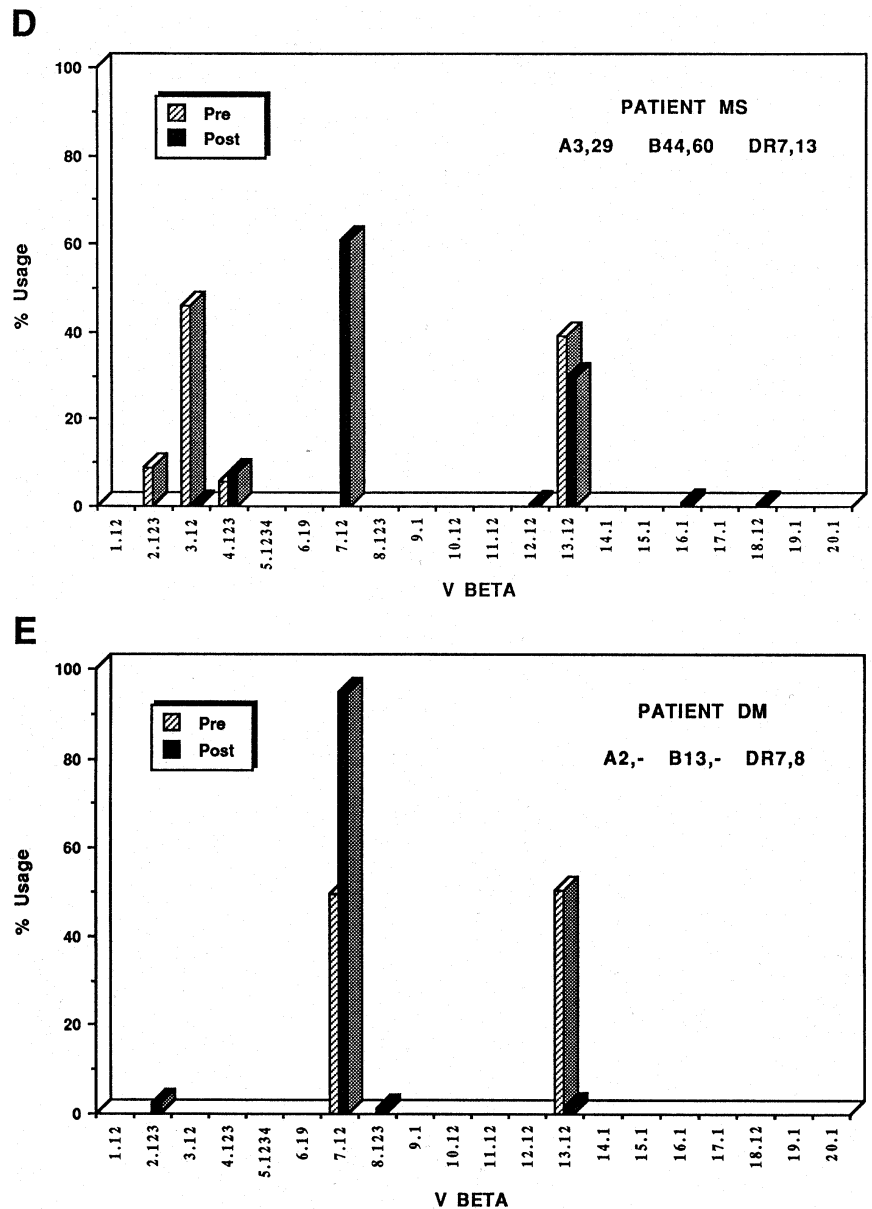 D
100
80
60
40
20
0
% Usage
Pre
Post
PATIENT MS
A3,29 B44,60 DR7,13
1.12 2.123 3.12 4.123 5.1234 6.19 7.12 8.123 9.1 10.12 11.12 12.12 13.12 14.1 15.1 16.1 17.1 18.12 19.1 20.1
V BETA
E
100
80
60
40
20
0
% Usage
Pre
Post
PATIENT DM
A2,- B13,- DR7,8
1.12 2.123 3.12 4.123 5.1234 6.19 7.12 8.123 9.1 10.12 11.12 12.12 13.12 14.1 15.1 16.1 17.1 18.12 19.1 20.1
V BETA